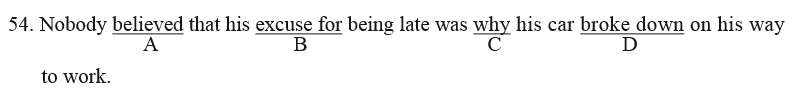 54. Nobody believed that his excuse for being late was why his car broke down on his way
A B C D
to work.